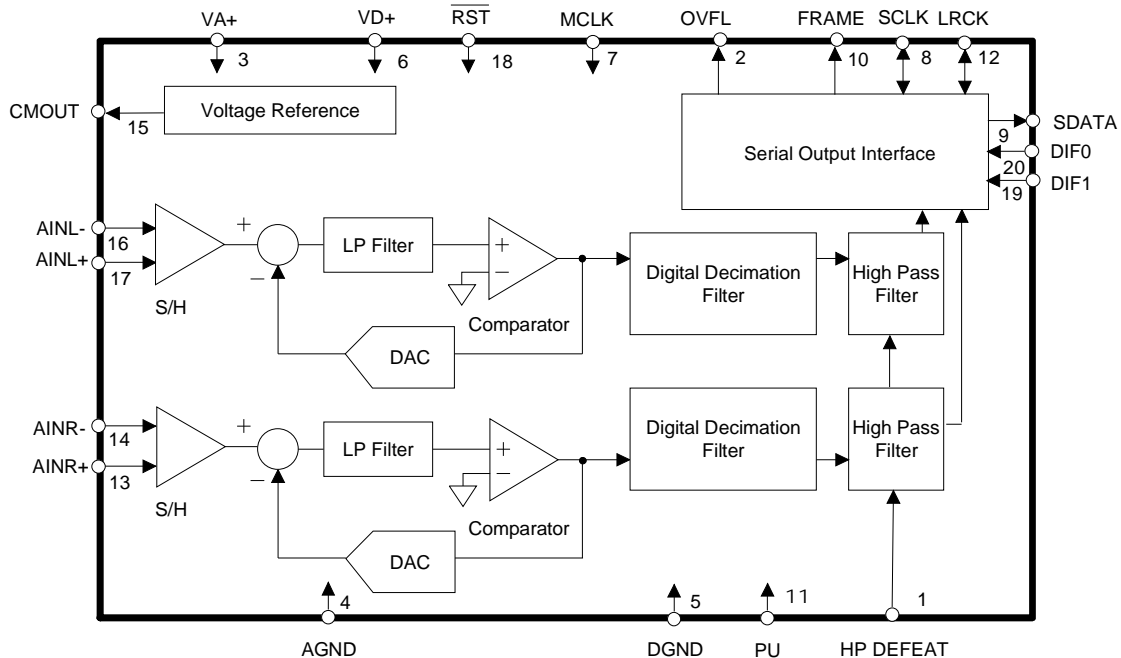 VA+
VD+
RST
MCLK
OVFL
FRAME
SCLK
LRCK
3
6
18
7
2
10
8
12
CMOUT
15
Voltage Reference
Serial Output Interface
9
SDATA
20
DIF0
19
DIF1
AINL-
16
AINL+
17
S/H
+
−
LP Filter
+
−
Comparator
DAC
Digital Decimation
Filter
High Pass
Filter
AINR-
14
AINR+
13
S/H
+
−
LP Filter
+
−
Comparator
DAC
Digital Decimation
Filter
High Pass
Filter
4
5
11
1
AGND
DGND
PU
HP DEFEAT